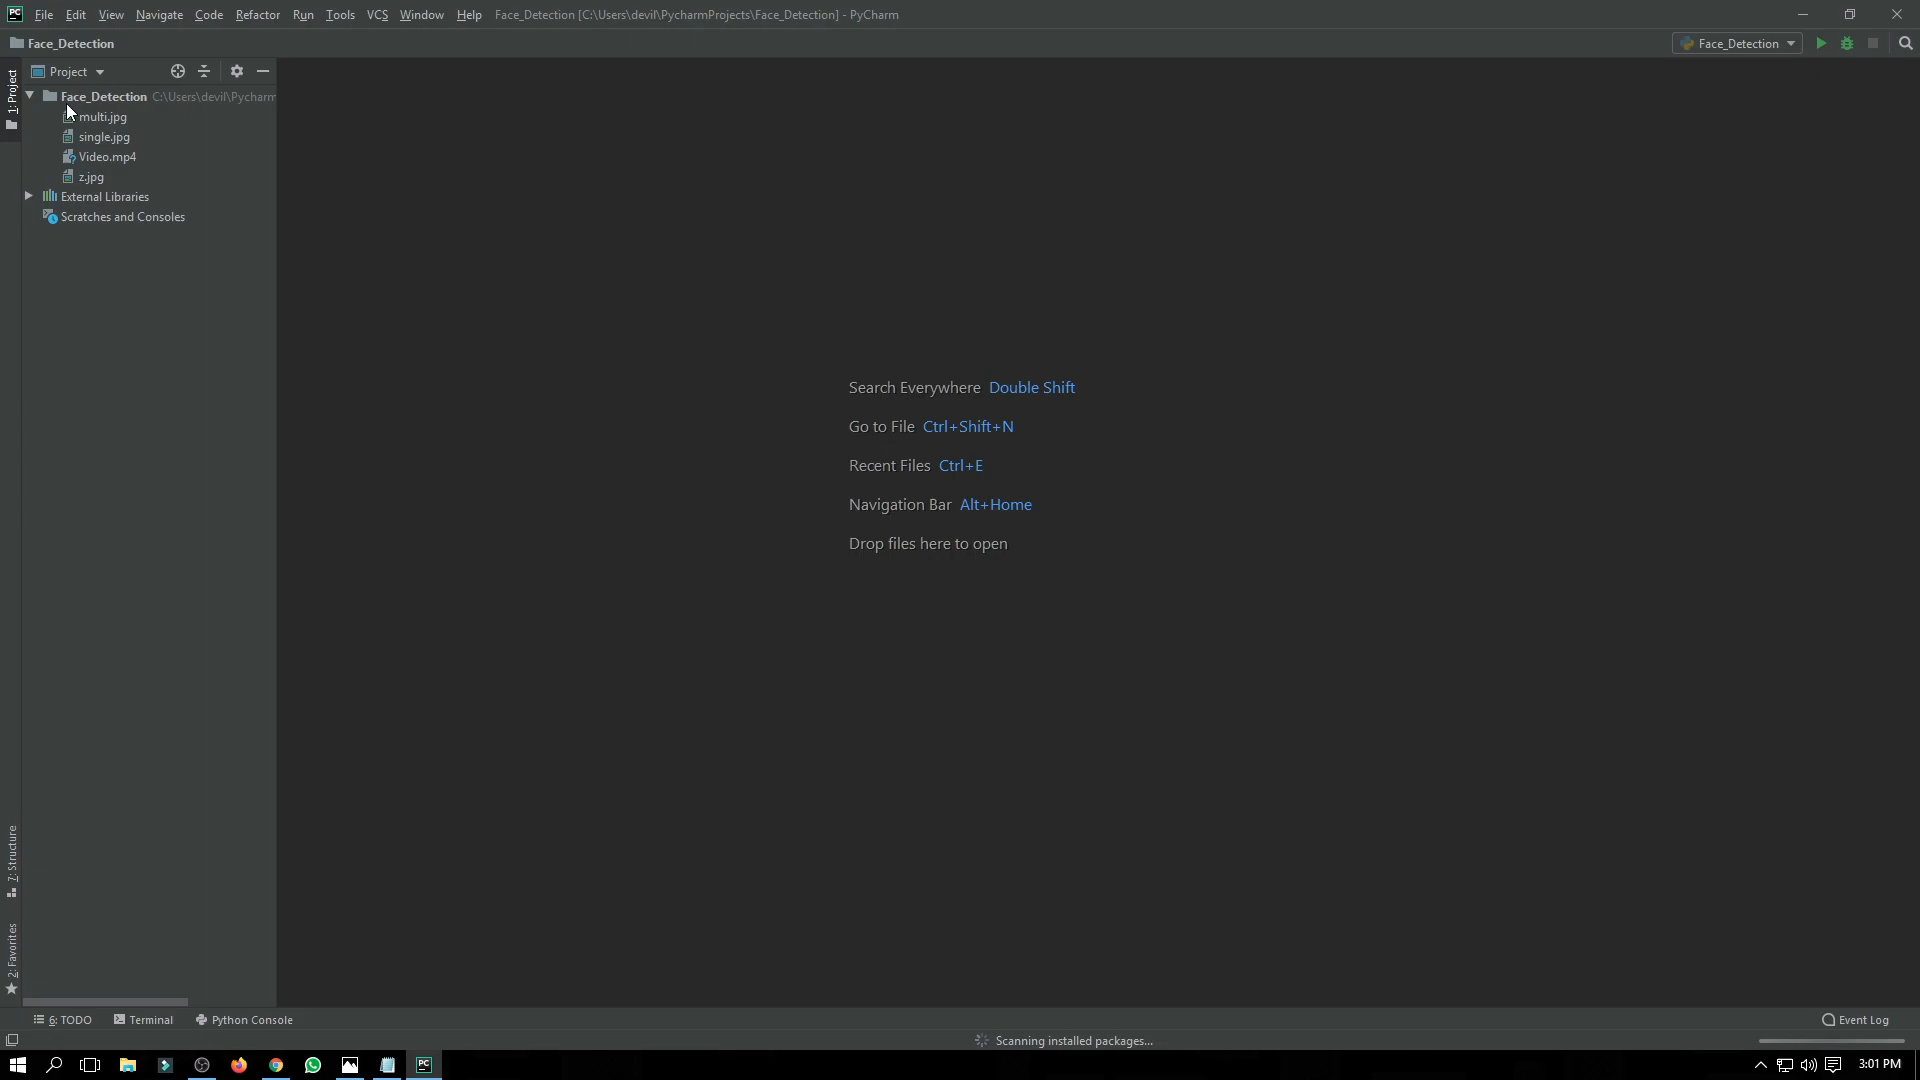 PC File Edit View Navigate Code Refactor Run Tools VCS Window Help Face_Detection [C:\Users\devil\PycharmProjects\Face_Detection] - PyCharm
Face_Detection
Face_Detection
1: Project
Project
Face_Detection C:\Users\devil\Pycharm
multi.jpg
single.jpg
Video.mp4
z.jpg
External Libraries
Scratches and Consoles
Search Everywhere Double Shift
Go to File Ctrl+Shift+N
Recent Files Ctrl+E
Navigation Bar Alt+Home
Drop files here to open
7: Structure
2: Favorites
6: TODO Terminal Python Console
Event Log
Scanning installed packages...
PC
3:01 PM